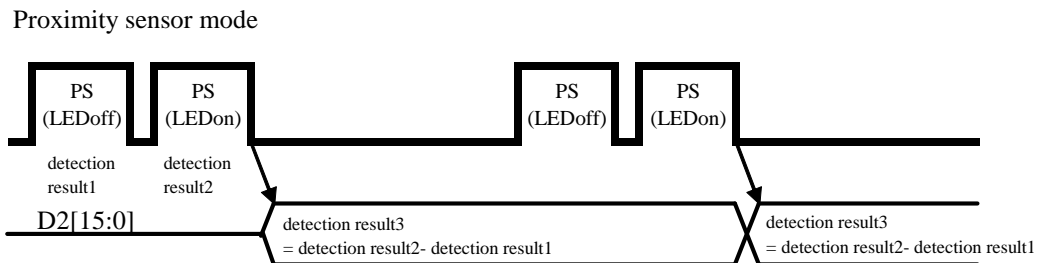 Proximity sensor mode
PS
(LEDoff)
PS
(LEDon)
PS
(LEDoff)
PS
(LEDon)
detection
result1
detection
result2
D2[15:0]
detection result3
= detection result2- detection result1
detection result3
= detection result2- detection result1